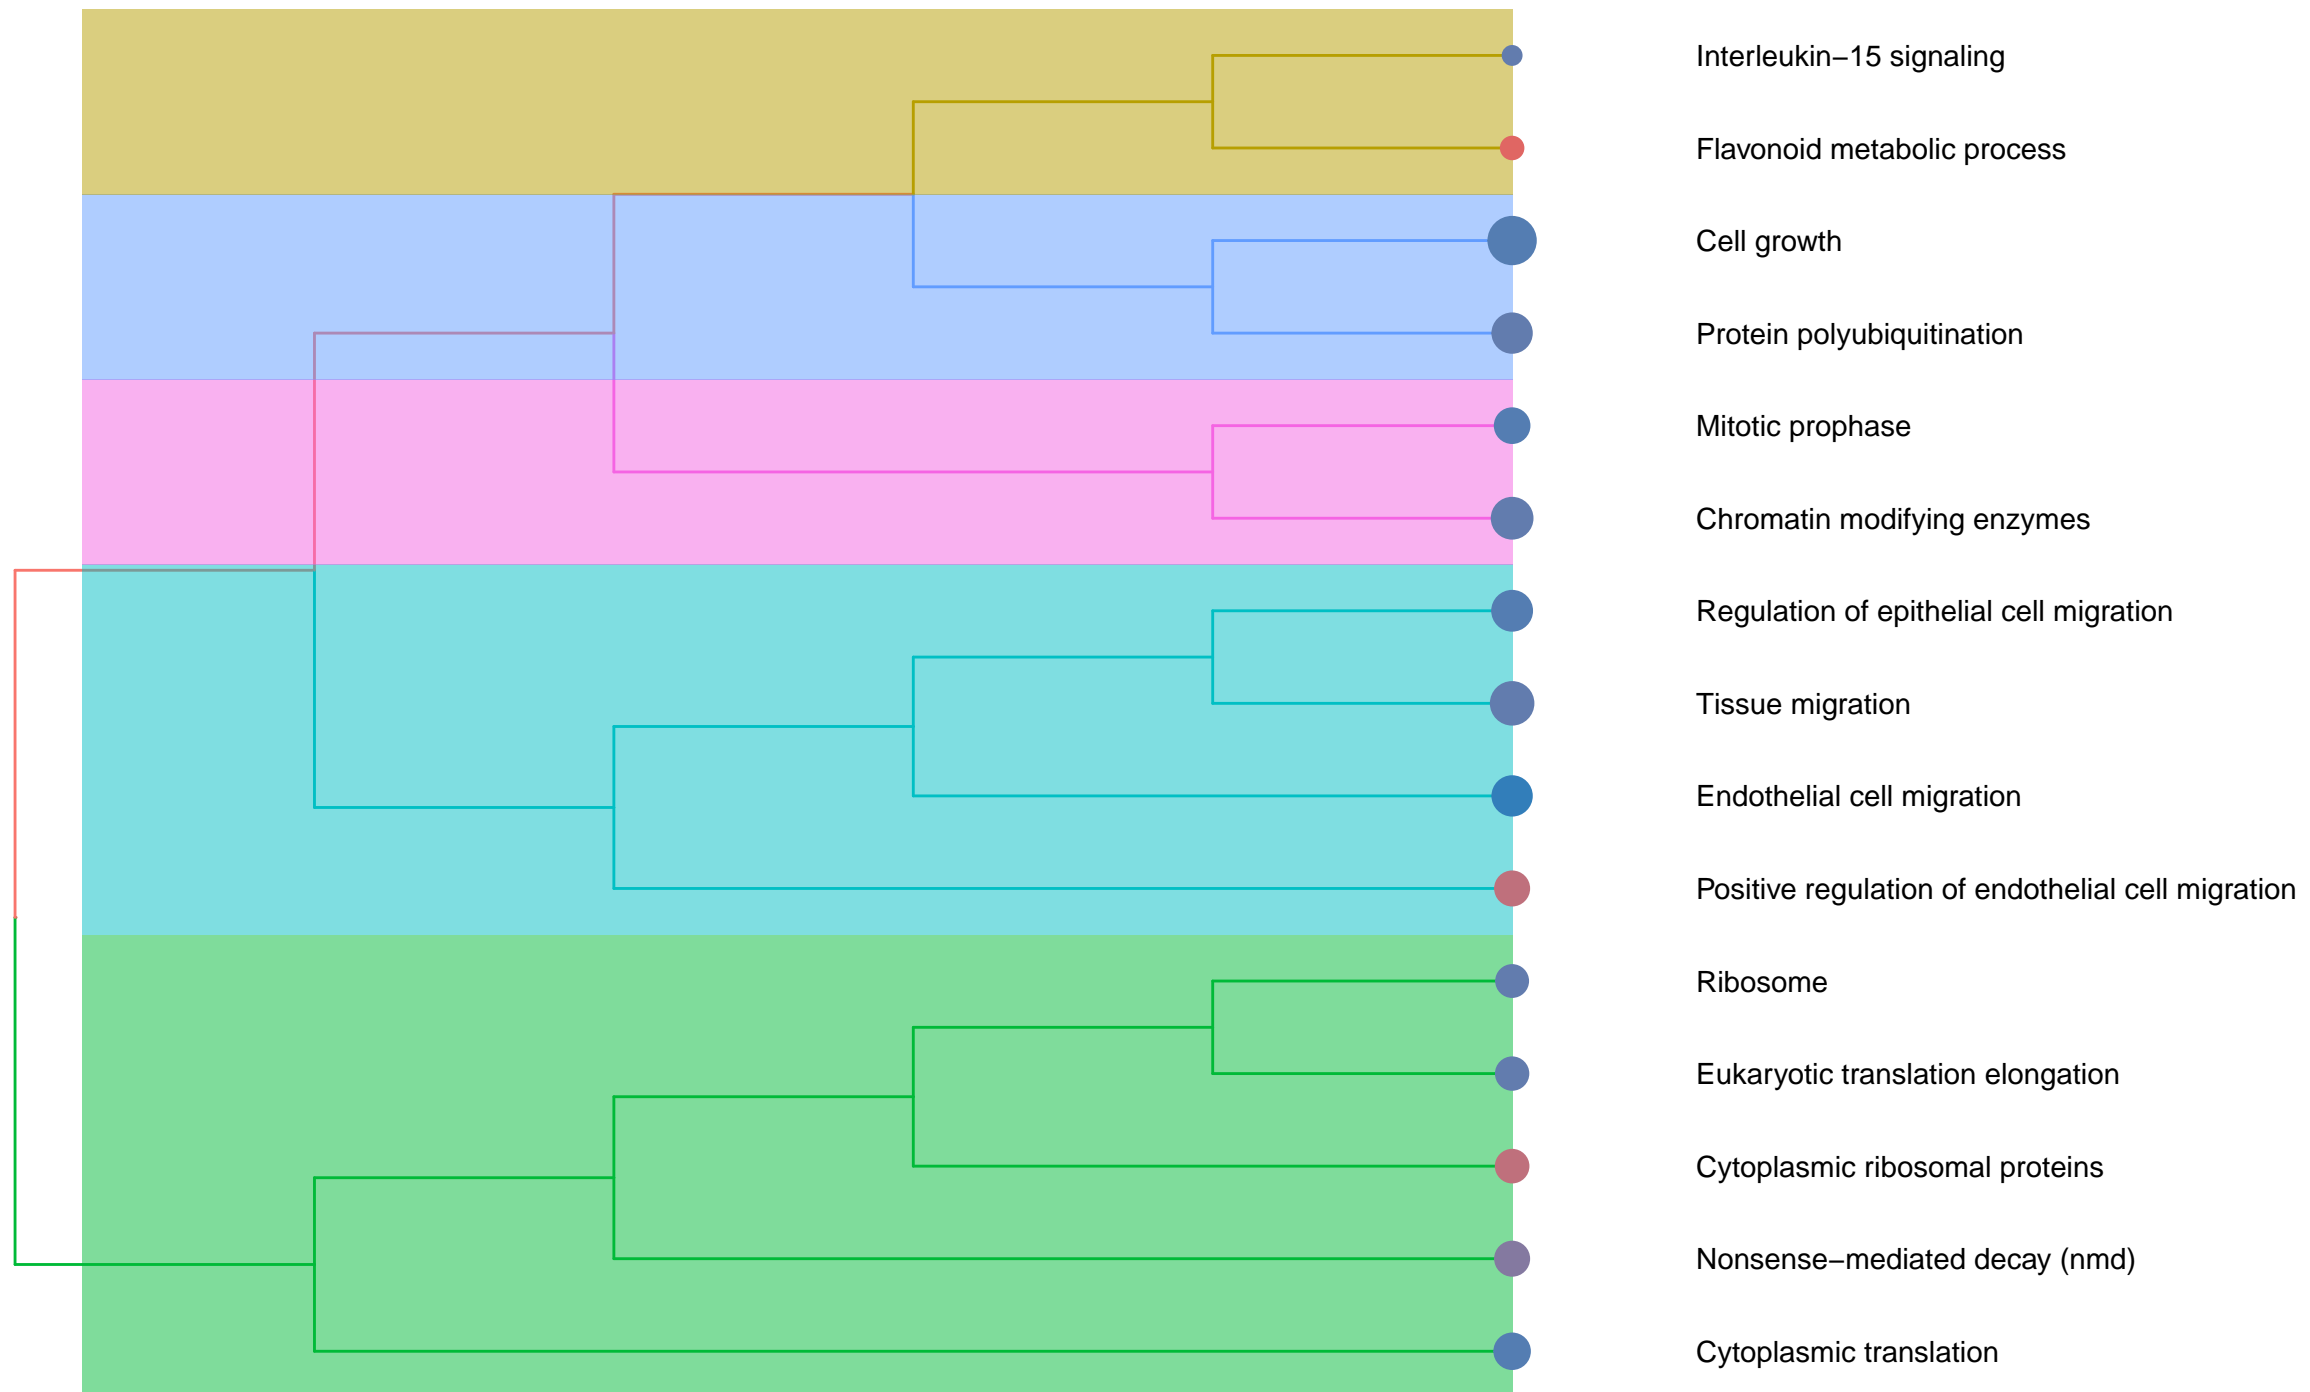 Interleukin−15 signaling
Flavonoid metabolic process
Cell growth
Protein polyubiquitination
Mitotic prophase
Chromatin modifying enzymes
Regulation of epithelial cell migration
Tissue migration
Endothelial cell migration
Positive regulation of endothelial cell migration
Ribosome
Eukaryotic translation elongation
Cytoplasmic ribosomal proteins
Nonsense−mediated decay (nmd)
Cytoplasmic translation